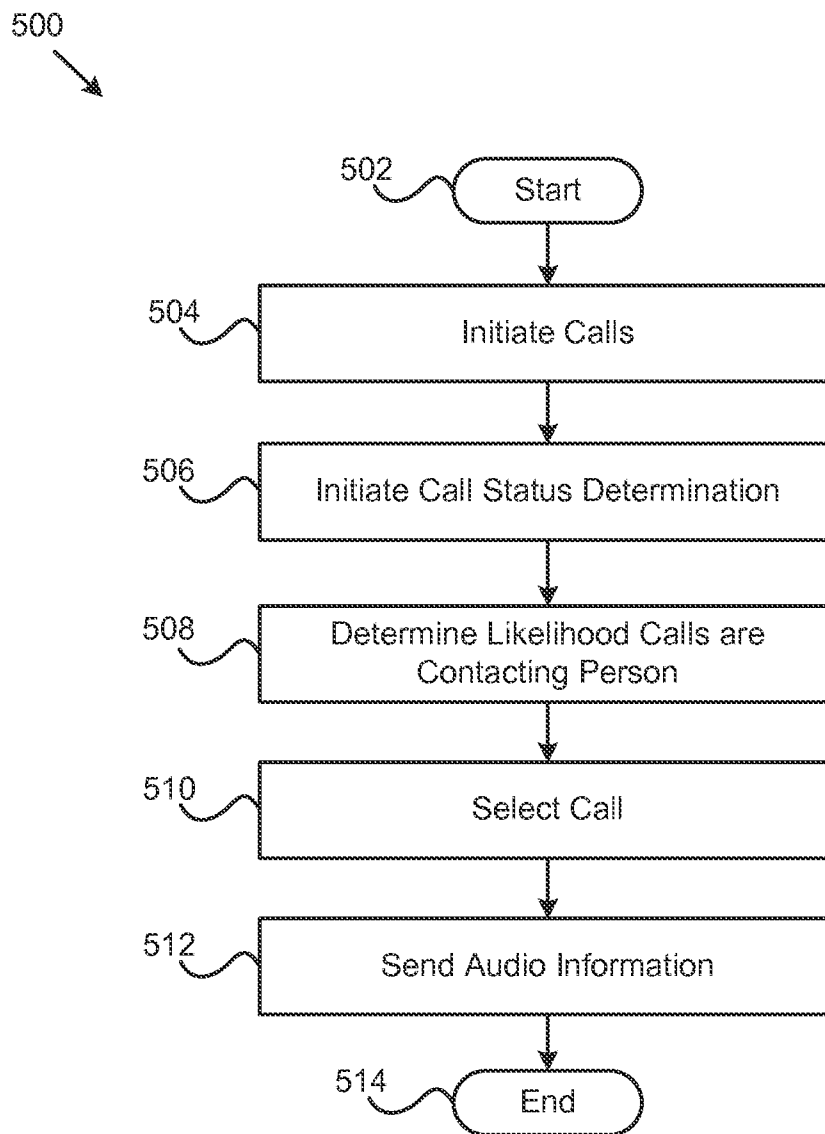 500
502
Start
504
Initiate Calls
506
Initiate Call Status Determination
508
Determine Likelihood Calls are
Contacting Person
510
Select Call
512
Send Audio Information
514
End